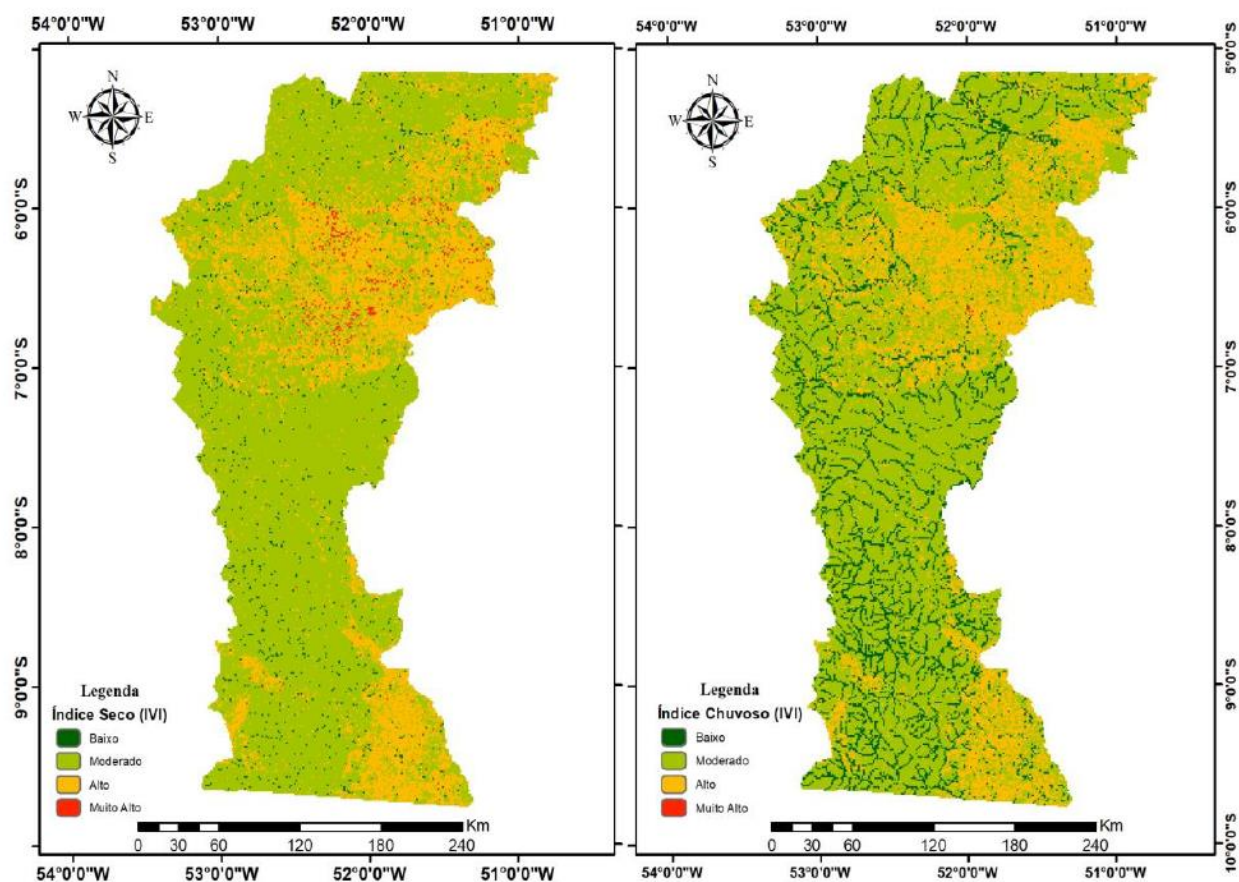 54°0'0"W 53°0'0"W 52°0'0"W 51°0'0"W
N
W E
S
6°0'0"S
7°0'0"S
8°0'0"S
9°0'0"S
Legenda
Índice Seco (IVI)
Baixo
Moderado
Alto
Muito Alto
Km
0 30 60 120 180 240
54°0'0"W 53°0'0"W 52°0'0"W 51°0'0"W
54°0'0"W 53°0'0"W 52°0'0"W 51°0'0"W
N
W E
S
5°0'0"S
6°0'0"S
7°0'0"S
8°0'0"S
9°0'0"S
10°0'0"S
Legenda
Índice Chuvoso (IVI)
Baixo
Moderado
Alto
Muito Alto
Km
0 30 60 120 180 240
54°0'0"W 53°0'0"W 52°0'0"W 51°0'0"W